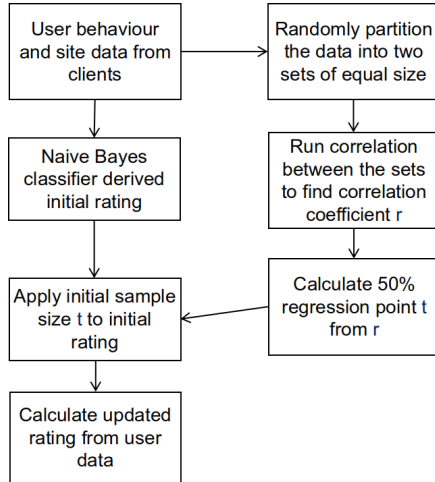 User behaviour
and site data from
clients
Randomly partition
the data into two
sets of equal size
Naive Bayes
classifier derived
initial rating
Run correlation
between the sets
to find correlation
coefficient r
Apply initial sample
size t to initial
rating
Calculate 50%
regression point t
from r
Calculate updated
rating from user
data